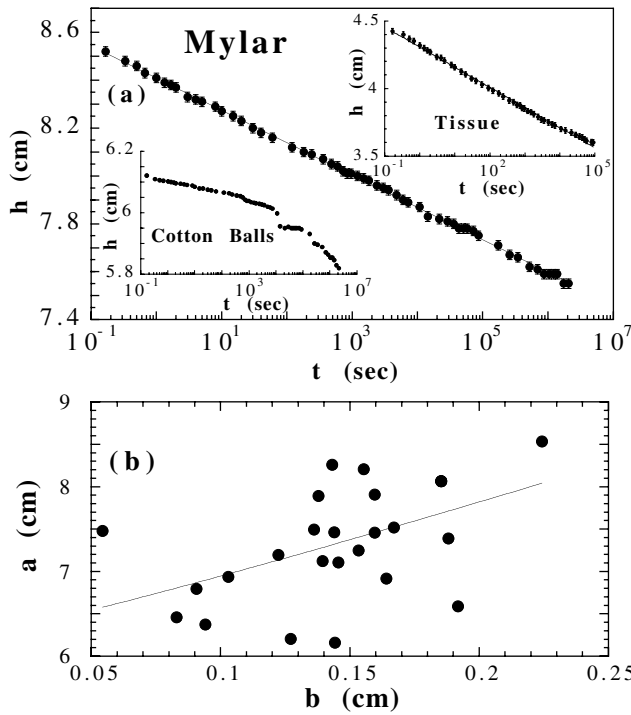 8.6
Mylar
(a)
8.2
h (cm)
7.8
7.4
10^-1
10^1
10^3
10^5
10^7
t (sec)
4.5
h (cm)
4
3.5
Tissue
10^-1
10^2
10^5
t (sec)
6.2
h (cm)
6
5.8
Cotton Balls
10^-1
10^3
10^7
t (sec)
9
(b)
8
a (cm)
7
6
0.05
0.1
0.15
0.2
0.25
b (cm)